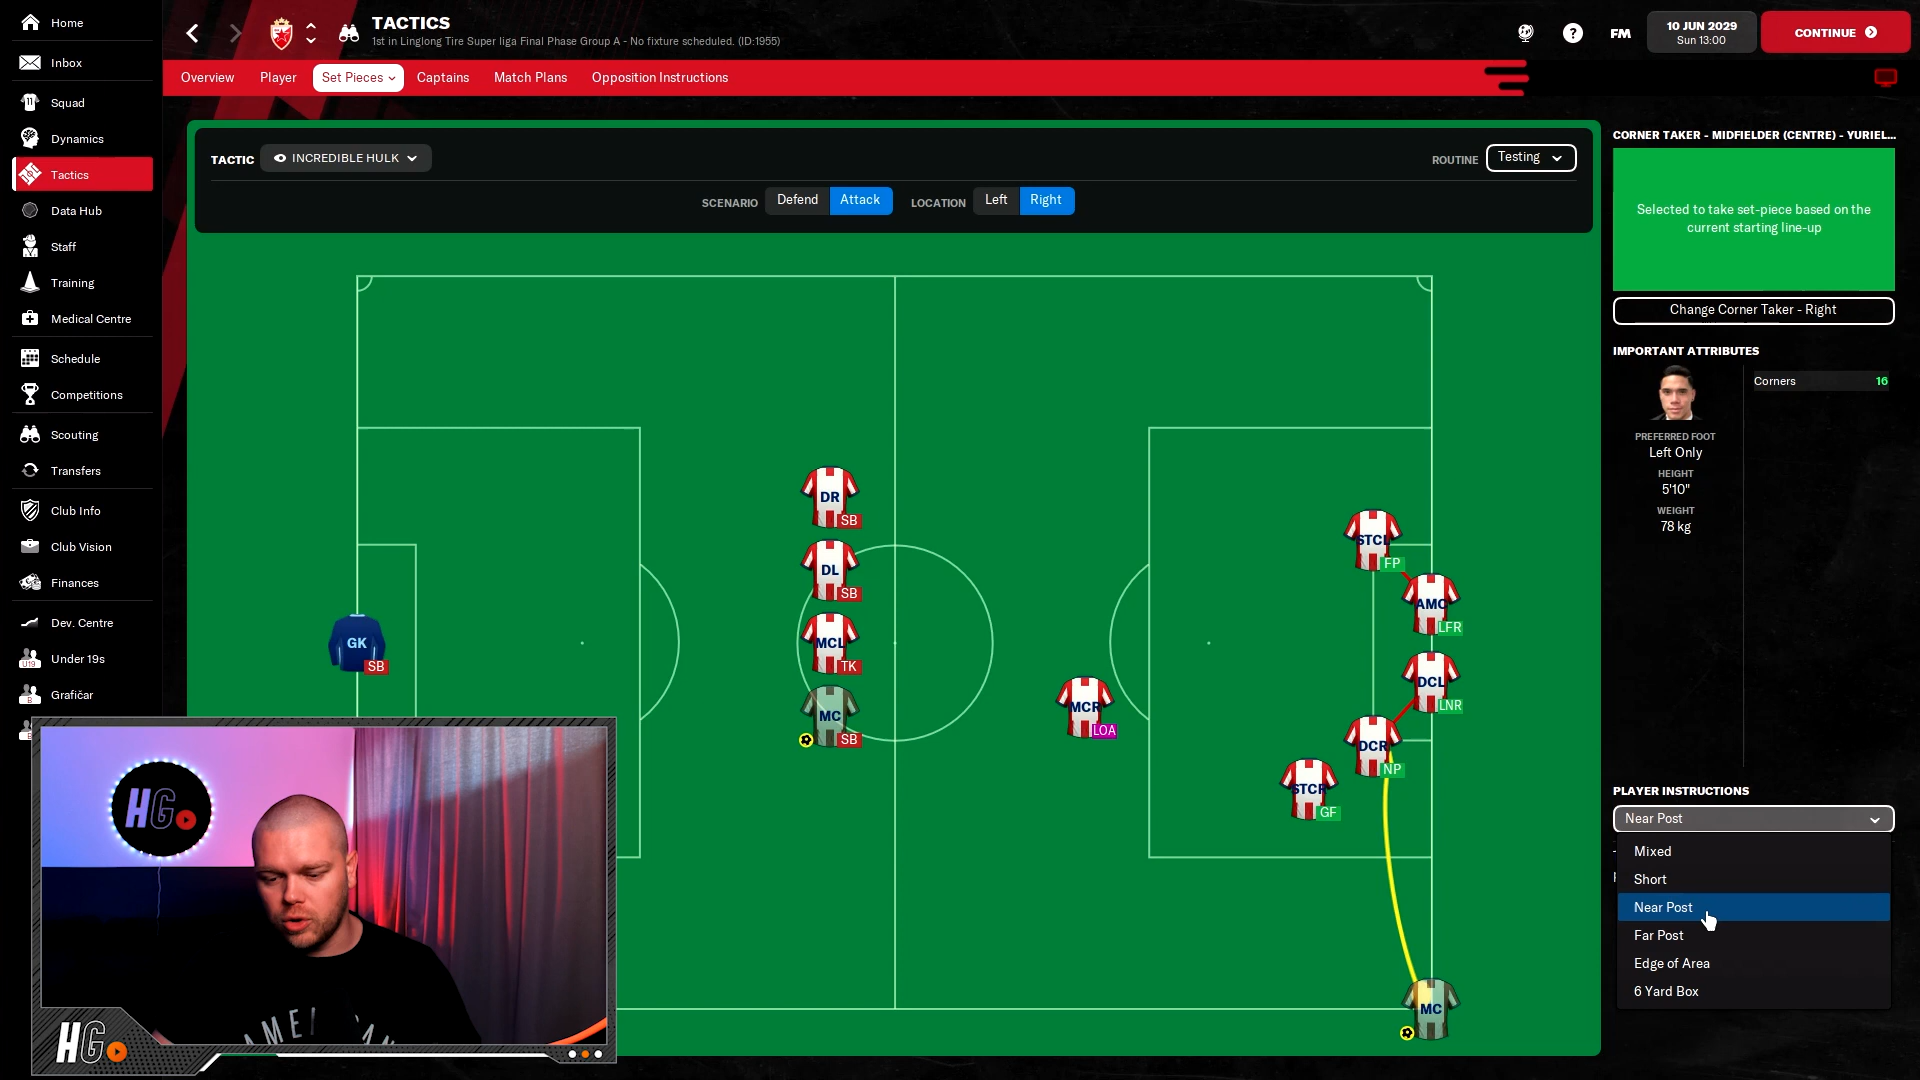 Home
Inbox
Squad
Dynamics
Tactics
Data Hub
Staff
Training
Medical Centre
Schedule
Competitions
Scouting
Transfers
Club Info
Club Vision
Finances
Dev. Centre
Under 19s
Grafičar
TACTICS
1st in Linglong Tire Super liga Final Phase Group A - No fixture scheduled. (ID:1955)
FM
10 JUN 2029
Sun 13:00
CONTINUE
Overview
Player
Set Pieces
Captains
Match Plans
Opposition Instructions
TACTIC
INCREDIBLE HULK
ROUTINE
Testing
SCENARIO
Defend
Attack
LOCATION
Left
Right
DR
SB
DL
SB
MCL
TK
MC
SB
GK
SB
MCR
LOA
STCL
FP
AMC
LFR
DCL
LNR
DCR
NP
STCR
GF
MC
CORNER TAKER - MIDFIELDER (CENTRE) - YURIEL...
Selected to take set-piece based on the
current starting line-up
Change Corner Taker - Right
IMPORTANT ATTRIBUTES
Corners 16
PREFERRED FOOT
Left Only
HEIGHT
5'10"
WEIGHT
78 kg
PLAYER INSTRUCTIONS
Near Post
Mixed
Short
Near Post
Far Post
Edge of Area
6 Yard Box
HG
HG